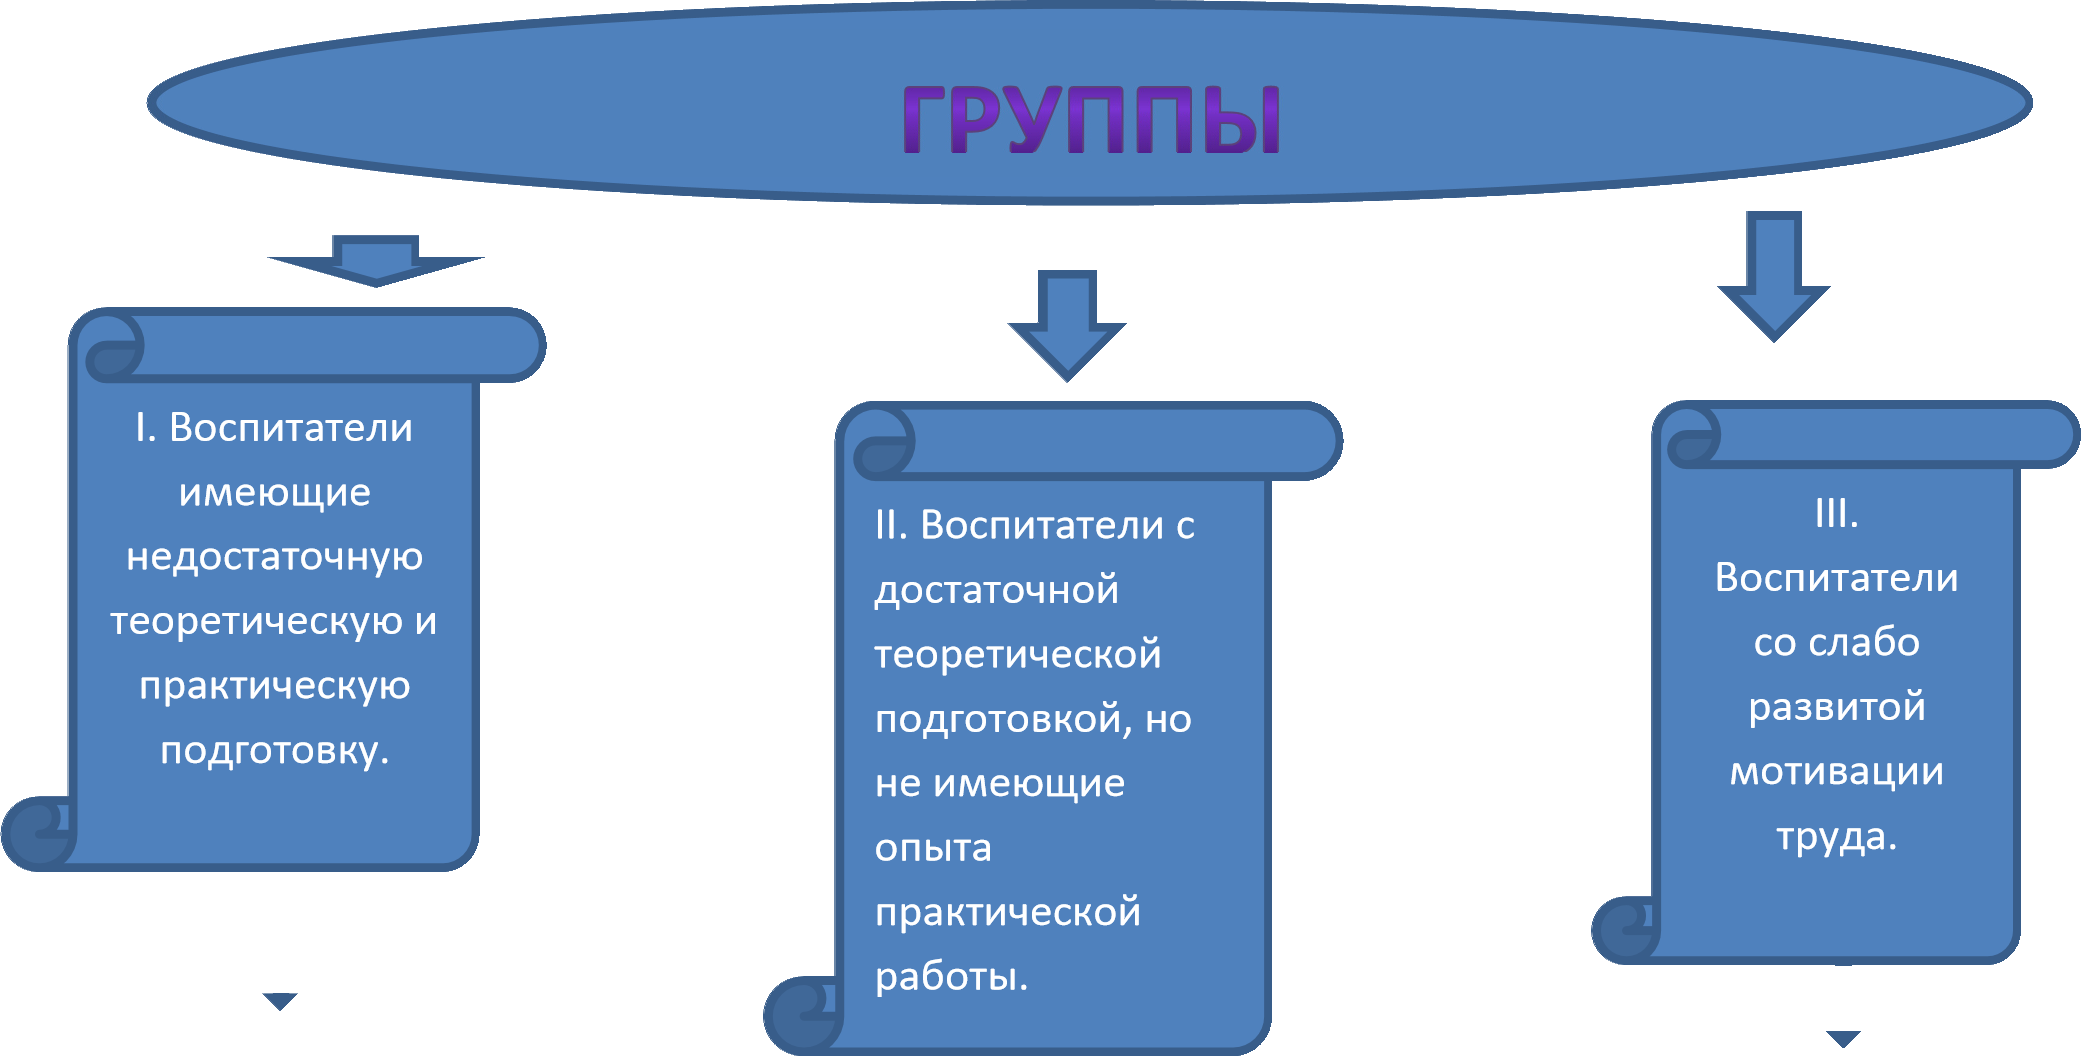 ГРУППЫ
I. Воспитатели
имеющие
недостаточную
теоретическую и
практическую
подготовку.
II. Воспитатели с
достаточной
теоретической
подготовкой, но
не имеющие
опыта
практической
работы.
III.
Воспитатели
со слабо
развитой
мотивации
труда.